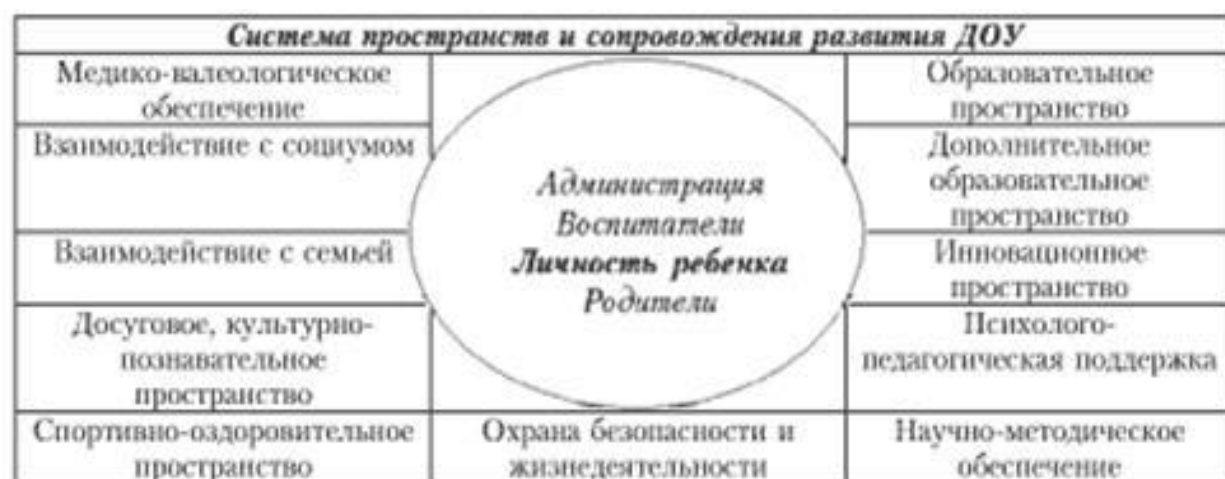 Система пространств и сопровождения развития ДОУ
Медико-валеологическое
обеспечение
Взаимодействие с социумом
Взаимодействие с семьей
Досуговое, культурно-
познавательное
пространство
Спортивно-оздоровительное
пространство
Администрация
Воспитатели
Личность ребенка
Родители
Охрана безопасности и
жизнедеятельности
Образовательное
пространство
Дополнительное
образовательное
пространство
Инновационное
пространство
Психолого-
педагогическая поддержка
Научно-методическое
обеспечение